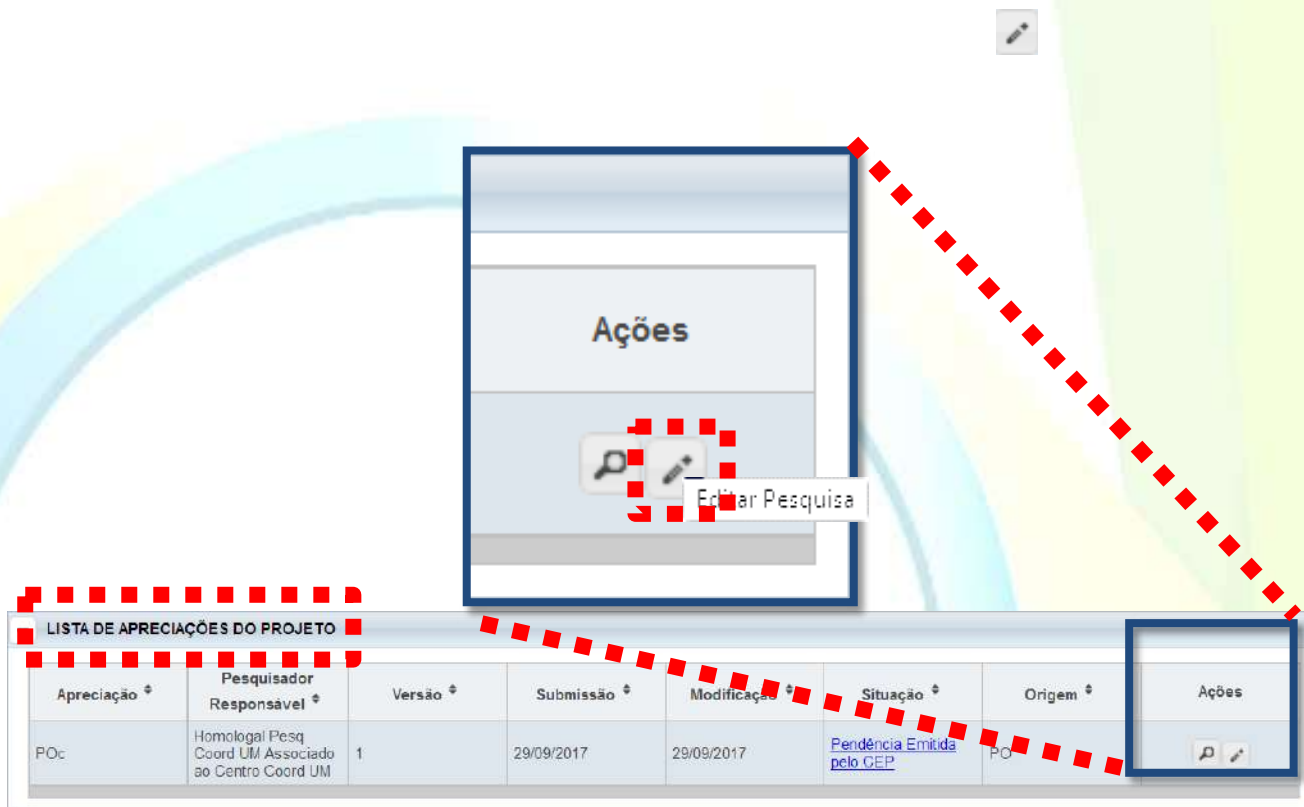 Ações
Editar Pesquisa
LISTA DE APRECIAÇÕES DO PROJETO
Apreciação Pesquisador Responsável Versão Submissão Modificação Situação Origem Ações
POc
Homologal Pesq
Coord UM Associado
ao Centro Coord UM
1
29/09/2017
29/09/2017
Pendência Emitida
pelo CEP
PO